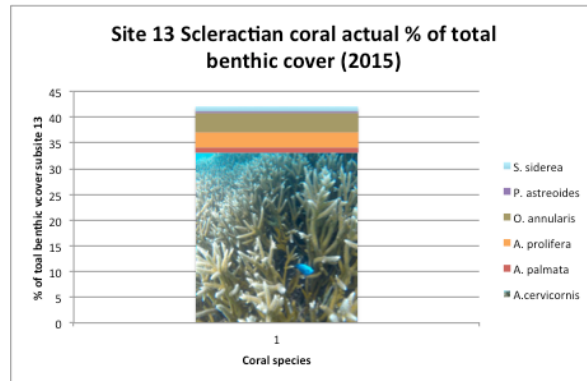 Site 13 Scleractian coral actual % of total
benthic cover (2015)
45
40
35
30
25
20
15
10
5
0
% of toal benthic vcover subsite 13
1
Coral species
S. siderea
P. astreoides
O. annularis
A. prolifera
A. palmata
A.cervicornis